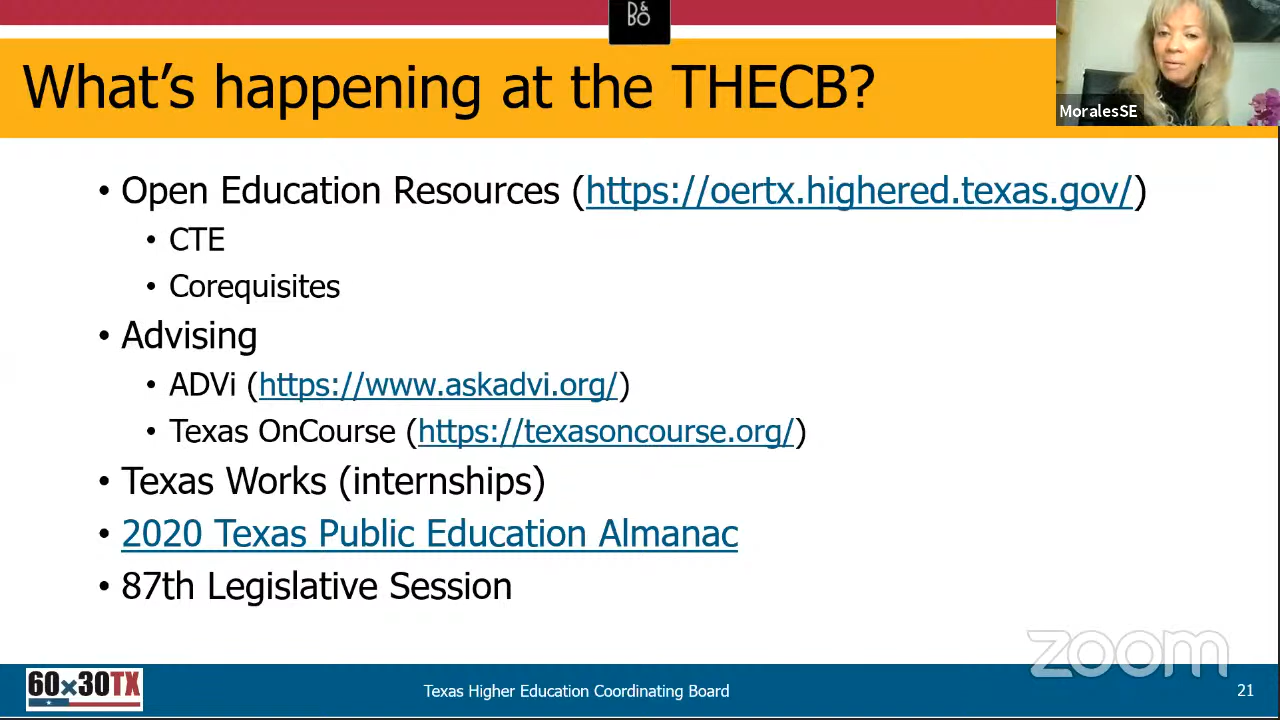 B&O
What's happening at the THECB?
MoralesSE
• Open Education Resources (https://oertx.highered.texas.gov/)
• CTE
• Corequisites
• Advising
• ADVi (https://www.askadvi.org/)
• Texas OnCourse (https://texasoncourse.org/)
• Texas Works (internships)
• 2020 Texas Public Education Almanac
• 87th Legislative Session
zoom
60x30TX
Texas Higher Education Coordinating Board
21